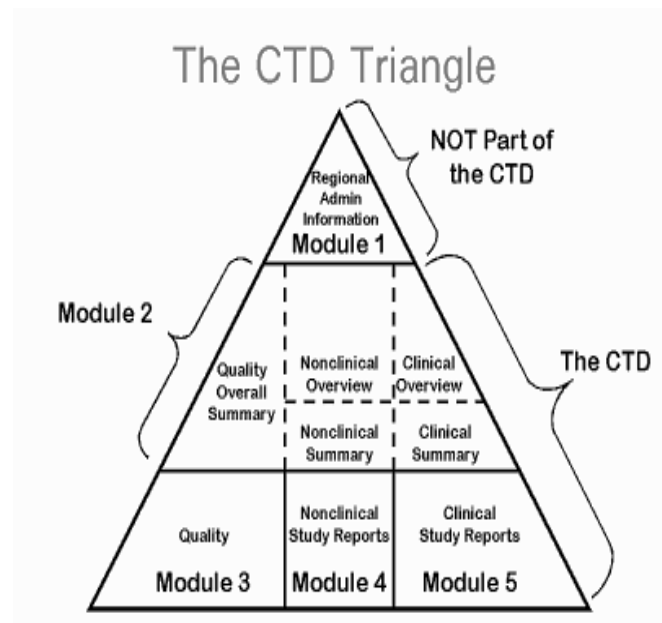 The CTD Triangle
NOT Part of
the CTD
Regional
Admin
Information
Module 1
Module 2
The CTD
Quality
Overall
Summary
Nonclinical
Overview
Clinical
Overview
Nonclinical
Summary
Clinical
Summary
Quality
Module 3
Nonclinical
Study Reports
Module 4
Clinical
Study Reports
Module 5